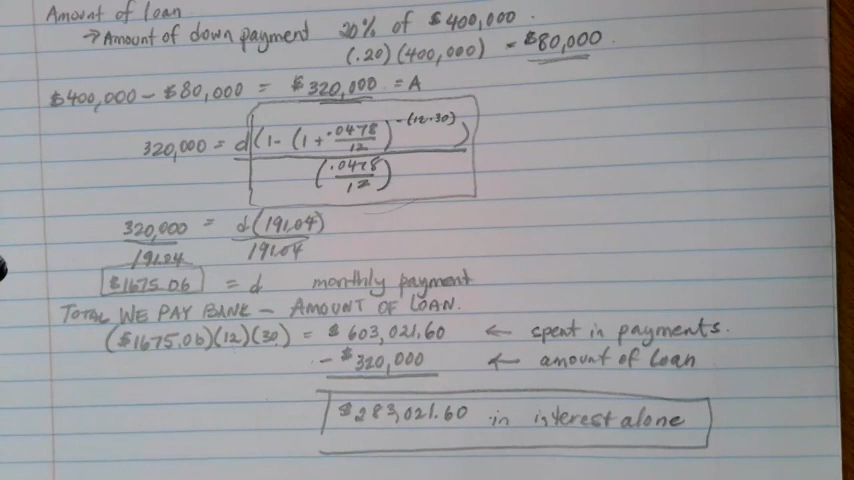 Amount of loan
→ Amount of down payment 20% of $400,000.
(.20)(400,000) = $80,000
$400,000 - $80,000 = $320,000 = A
320,000 = d(1-(1+.0478/12)^-(12·30))/(.0478/12)
320,000 = d(191.04)
191.04 191.04
$1675.06 = d monthly payment
TOTAL WE PAY BANK - AMOUNT OF LOAN.
($1675.06)(12)(30) = $603,021.60 ← spent in payments.
- $320,000 ← amount of loan
$283,021.60 in interest alone